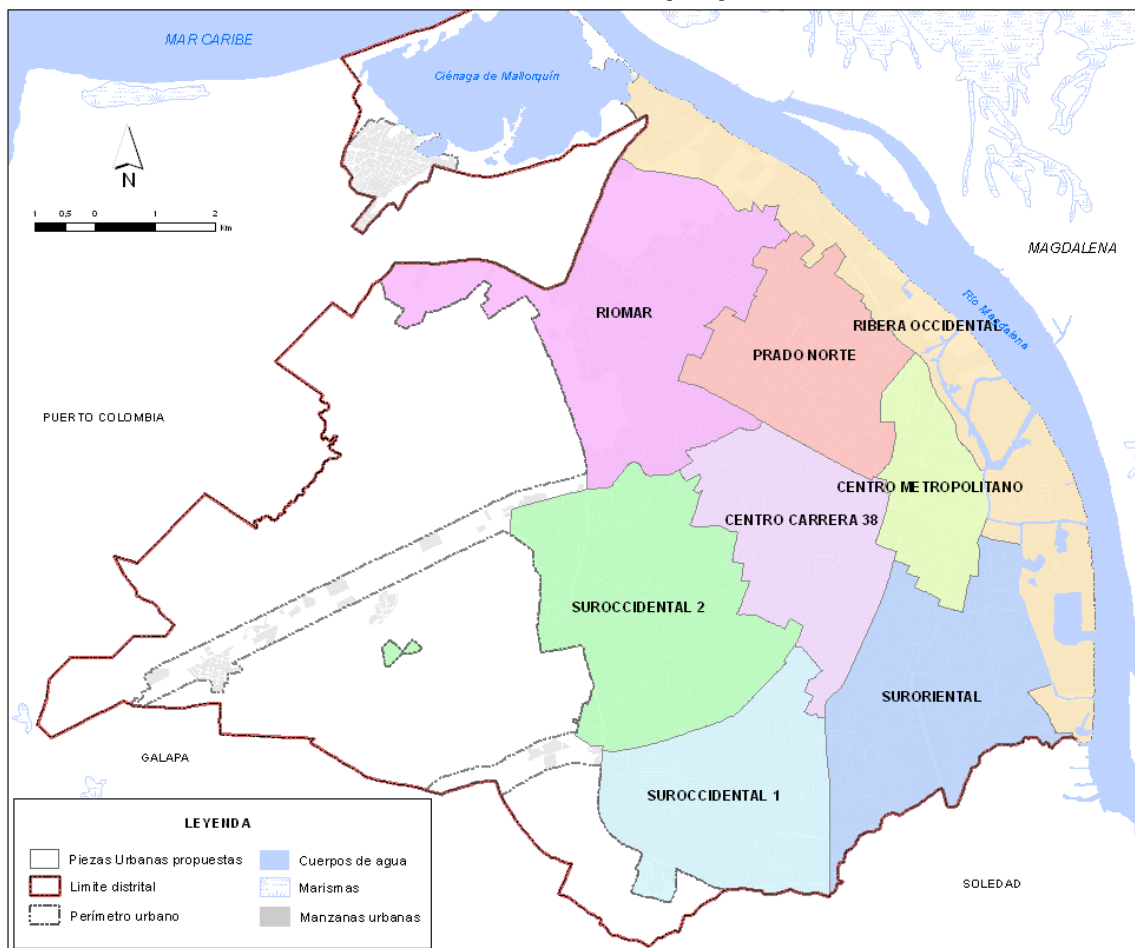 MAR CARIBE
Ciénaga de Mallorquín
N
1 0,5 0 1 2
Km
MAGDALENA
Río Magdalena
RIOMAR
RIBERA OCCIDENTAL
PRADO NORTE
PUERTO COLOMBIA
CENTRO METROPOLITANO
CENTRO CARRERA 38
SUROCCIDENTAL 2
SURORIENTAL
GALAPA
SUROCCIDENTAL 1
SOLEDAD
LEYENDA
Piezas Urbanas propuestas
Limite distrital
Perímetro urbano
Cuerpos de agua
Marismas
Manzanas urbanas